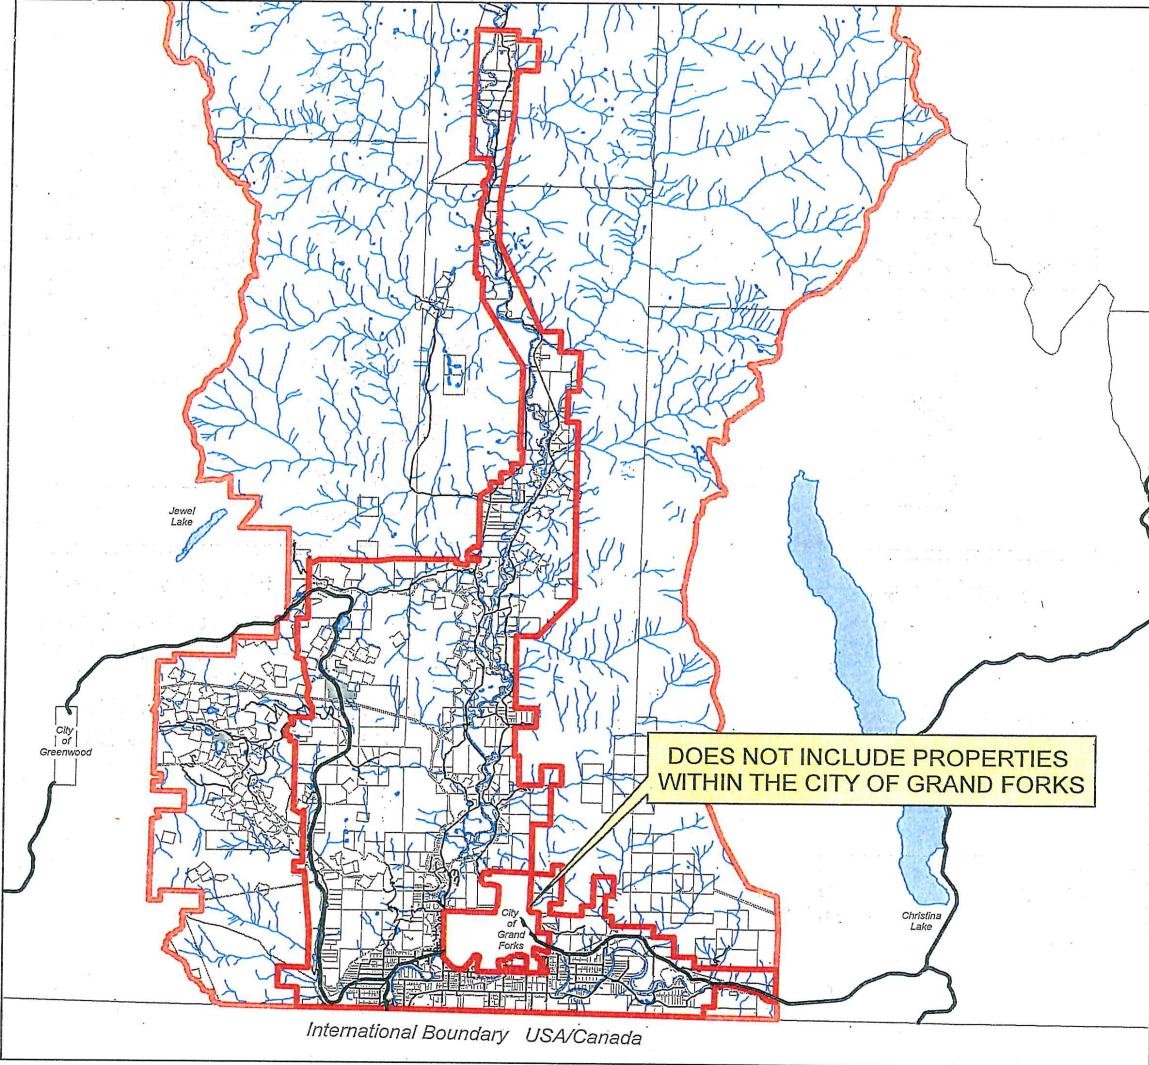 Jewel
Lake
City
of
Greenwood
DOES NOT INCLUDE PROPERTIES
WITHIN THE CITY OF GRAND FORKS
City
of
Grand
Forks
Christina
Lake
International Boundary USA/Canada